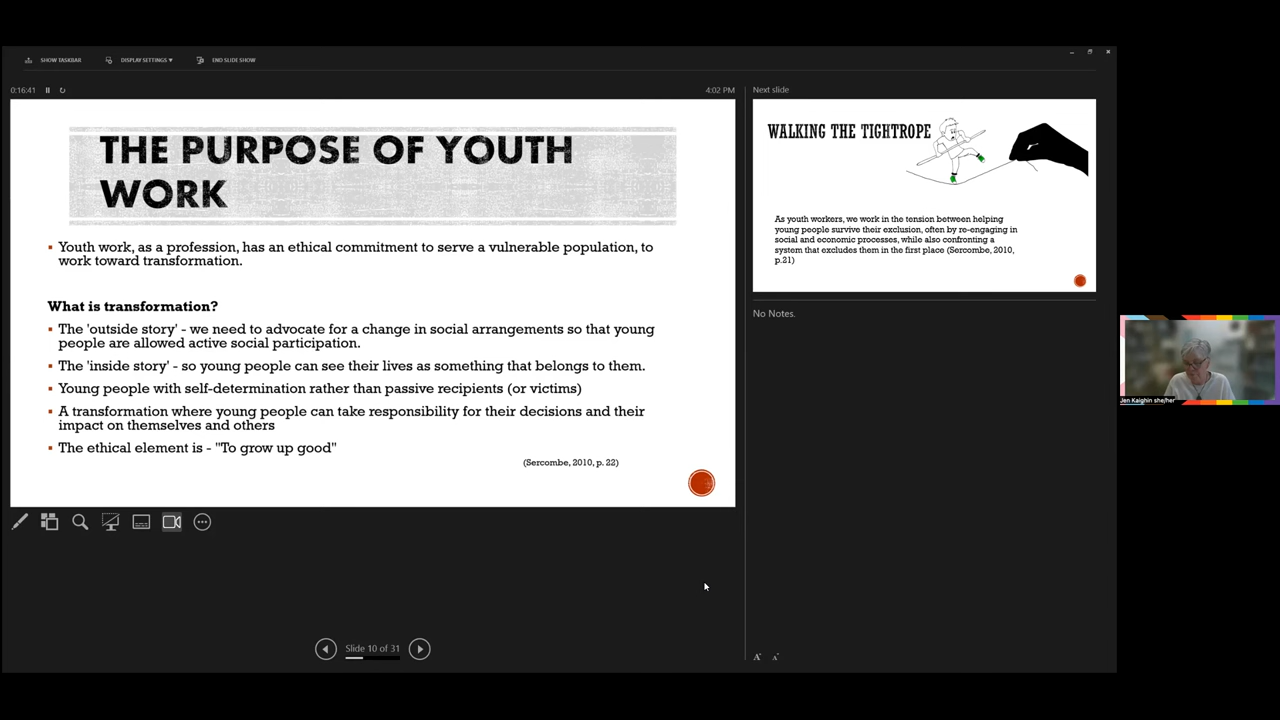 SHOW TASKBAR
DISPLAY SETTINGS ▾
END SLIDE SHOW
0:16:41
4:02 PM
THE PURPOSE OF YOUTH
WORK
▪ Youth work, as a profession, has an ethical commitment to serve a vulnerable population, to
work toward transformation.
What is transformation?
▪ The 'outside story' - we need to advocate for a change in social arrangements so that young
people are allowed active social participation.
▪ The 'inside story' - so young people can see their lives as something that belongs to them.
▪ Young people with self-determination rather than passive recipients (or victims)
▪ A transformation where young people can take responsibility for their decisions and their
impact on themselves and others
▪ The ethical element is - "To grow up good"
(Sercombe, 2010, p. 22)
Slide 10 of 31
Next slide
WALKING THE TIGHTROPE
As youth workers, we work in the tension between helping
young people survive their exclusion, often by re-engaging in
social and economic processes, while also confronting a
system that excludes them in the first place (Sercombe, 2010,
p.21)
No Notes.
A A
Jen Kaighin she/her